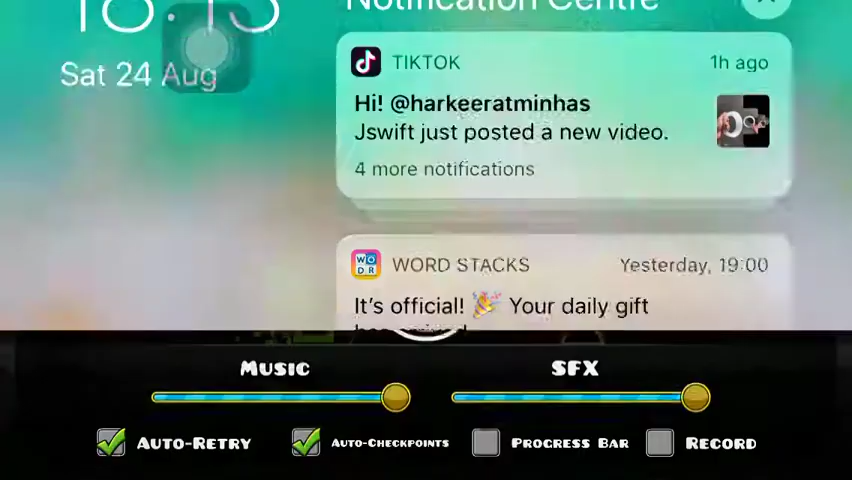 Notification Centre
Sat 24 Aug
TIKTOK 1h ago
Hi! @harkeeratminhas
Jswift just posted a new video.
4 more notifications
WORD STACKS Yesterday, 19:00
It's official! 🎉 Your daily gift
MUSIC SFX
AUTO-RETRY AUTO-CHECKPOINTS PROGRESS BAR RECORD